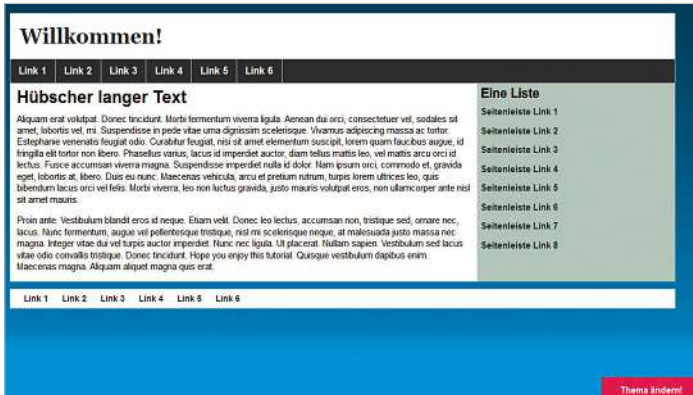 Willkommen!
Link 1 Link 2 Link 3 Link 4 Link 5 Link 6
Hübscher langer Text
Aliquam erat volutpat. Donec tincidunt. Morbi fermentum viverra ligula. Aenean dui orci, consectetuer vel, sodales sit
amet, lobortis vel, mi. Suspendisse in pede vitae urna dignissim scelerisque. Vivamus adipiscing massa ac tortor.
Estephanie venenatis feugiat odio. Curabitur feugiat, nisi sit amet elementum suscipit, lorem quam faucibus augue, id
fringilla elit tortor non libero. Phasellus varius, lacus id imperdiet auctor, diam tellus mattis leo, vel mattis arcu orci id
lectus. Fusce accumsan viverra magna. Suspendisse imperdiet nulla id dolor. Nam ipsum orci, commodo et, gravida
eget, lobortis at, libero. Duis eu nunc. Maecenas vehicula, arcu et pretium rutrum, turpis lorem ultrices leo, quis
bibendum lacus orci vel felis. Morbi viverra, leo non luctus gravida, justo mauris volutpat eros, non ullamcorper ante nisl
sit amet mauris.
Proin ante. Vestibulum blandit eros id neque. Etiam velit. Donec leo lectus, accumsan non, tristique sed, ornare nec,
lacus. Nunc fermentum, augue vel pellentesque tristique, nisl mi scelerisque neque, at malesuada justo massa nec
magna. Integer vitae dui vel turpis auctor imperdiet. Nunc nec ligula. Ut placerat. Nullam sapien. Vestibulum sed lacus
vitae odio convallis tristique. Donec tincidunt. Hope you enjoy this tutorial. Quisque vestibulum dapibus enim.
Maecenas magna. Aliquam aliquet magna quis erat.
Eine Liste
Seitenleiste Link 1
Seitenleiste Link 2
Seitenleiste Link 3
Seitenleiste Link 4
Seitenleiste Link 5
Seitenleiste Link 6
Seitenleiste Link 7
Seitenleiste Link 8
Link 1 Link 2 Link 3 Link 4 Link 5 Link 6
Thema ändern!